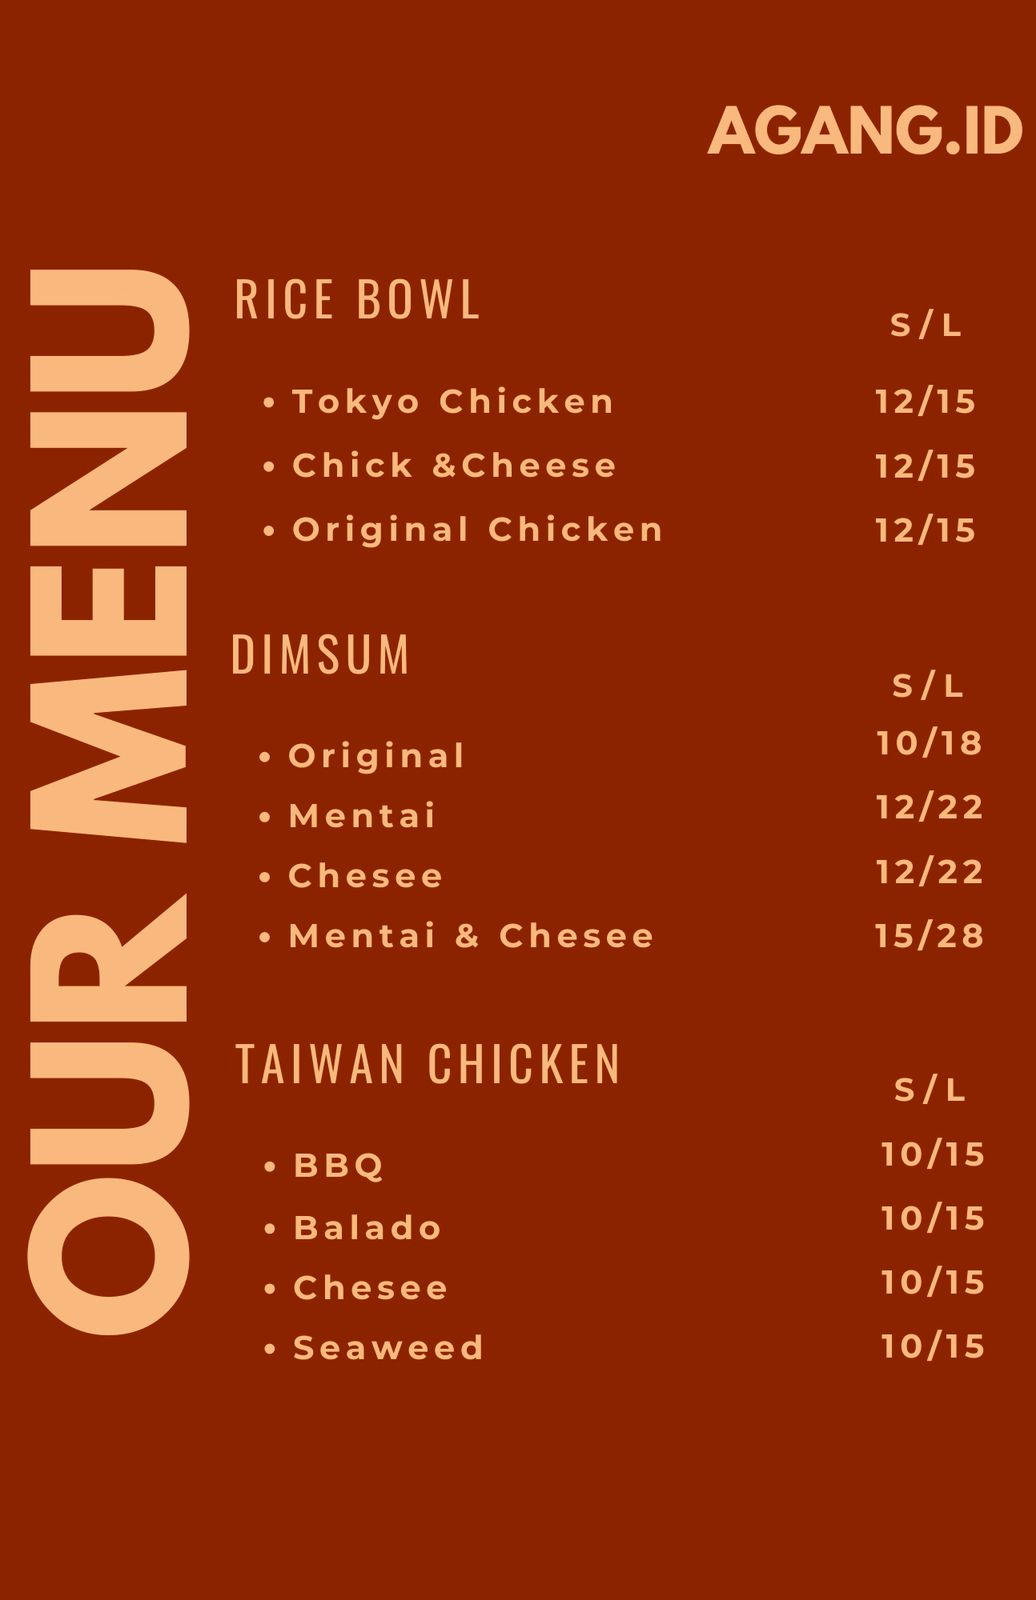 AGANG.ID
OUR MENU
RICE BOWL
S/L
• Tokyo Chicken 12/15
• Chick &Cheese 12/15
• Original Chicken 12/15
DIMSUM
S/L
• Original 10/18
• Mentai 12/22
• Chesee 12/22
• Mentai & Chesee 15/28
TAIWAN CHICKEN
S/L
• BBQ 10/15
• Balado 10/15
• Chesee 10/15
• Seaweed 10/15